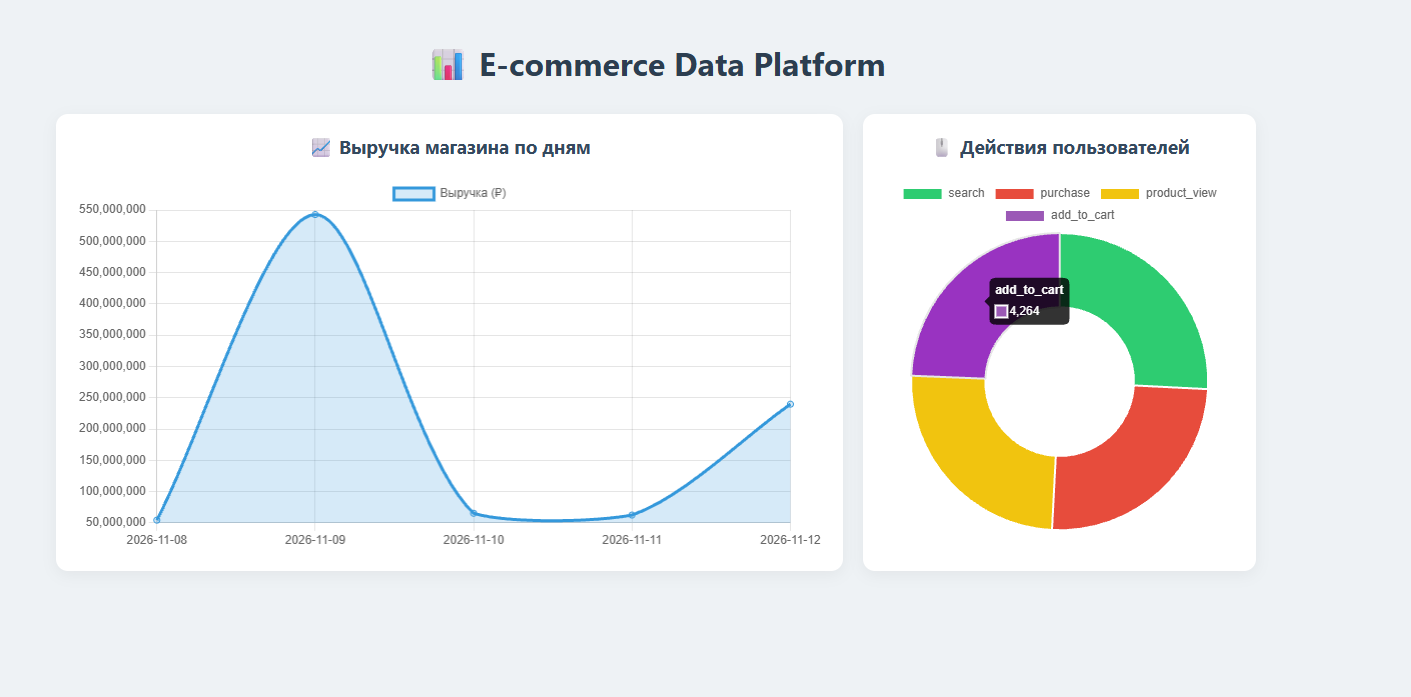 E-commerce Data Platform
Выручка магазина по дням
Выручка (₽)
550,000,000
500,000,000
450,000,000
400,000,000
350,000,000
300,000,000
250,000,000
200,000,000
150,000,000
100,000,000
50,000,000
2026-11-08 2026-11-09 2026-11-10 2026-11-11 2026-11-12
Действия пользователей
search purchase product_view
add_to_cart
add_to_cart
4,264